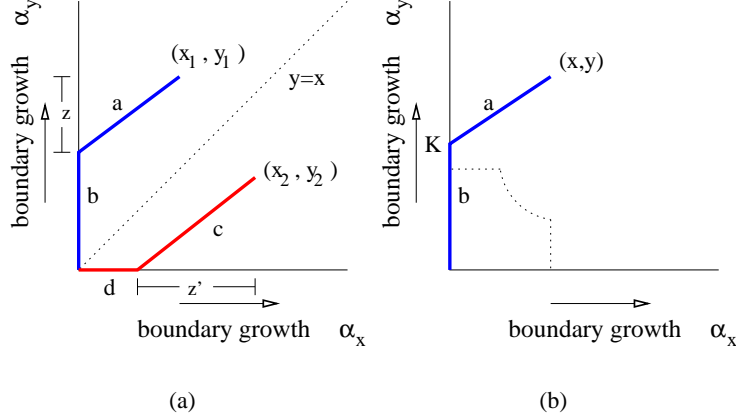 α_y
boundary growth
(x_1 , y_1 )
y=x
a
z
b
(x_2 , y_2 )
c
d
z'
boundary growth α_x
(a)
α_y
boundary growth
(x,y)
a
K
b
boundary growth α_x
(b)